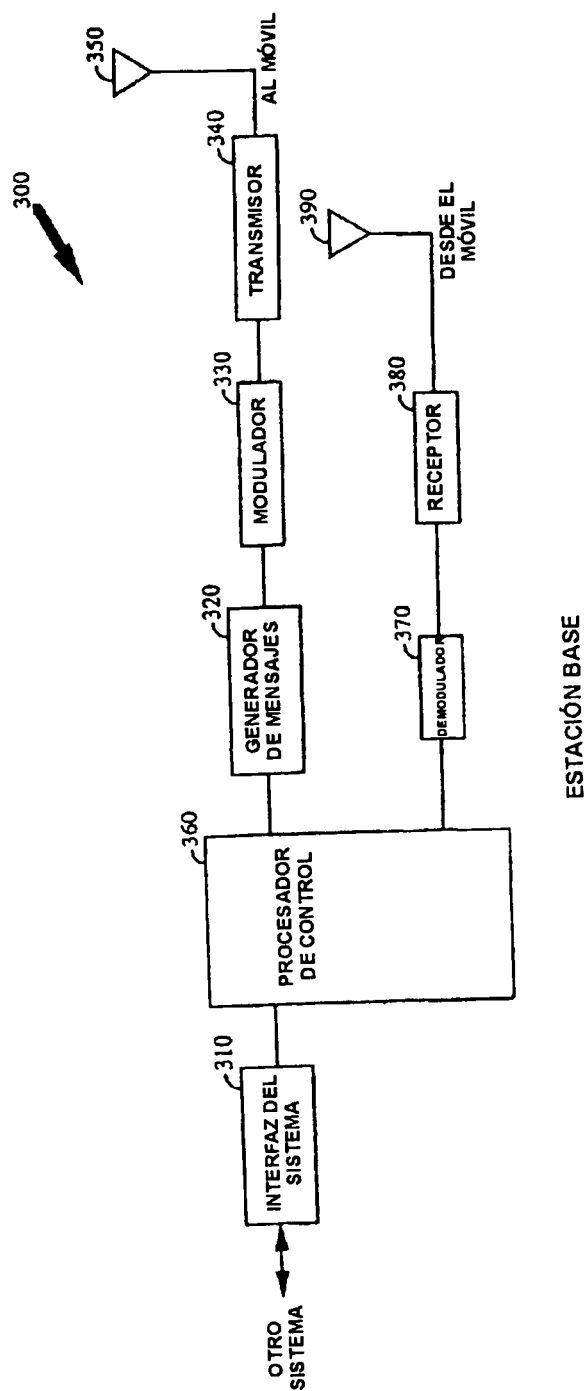 300
350
AL MÓVIL
340
TRANSMISOR
330
MODULADOR
320
GENERADOR
DE MENSAJES
360
PROCESADOR
DE CONTROL
310
INTERFAZ DEL
SISTEMA
OTRO
SISTEMA
390
DESDE EL
MÓVIL
380
RECEPTOR
370
DEMODULADOR
ESTACIÓN BASE